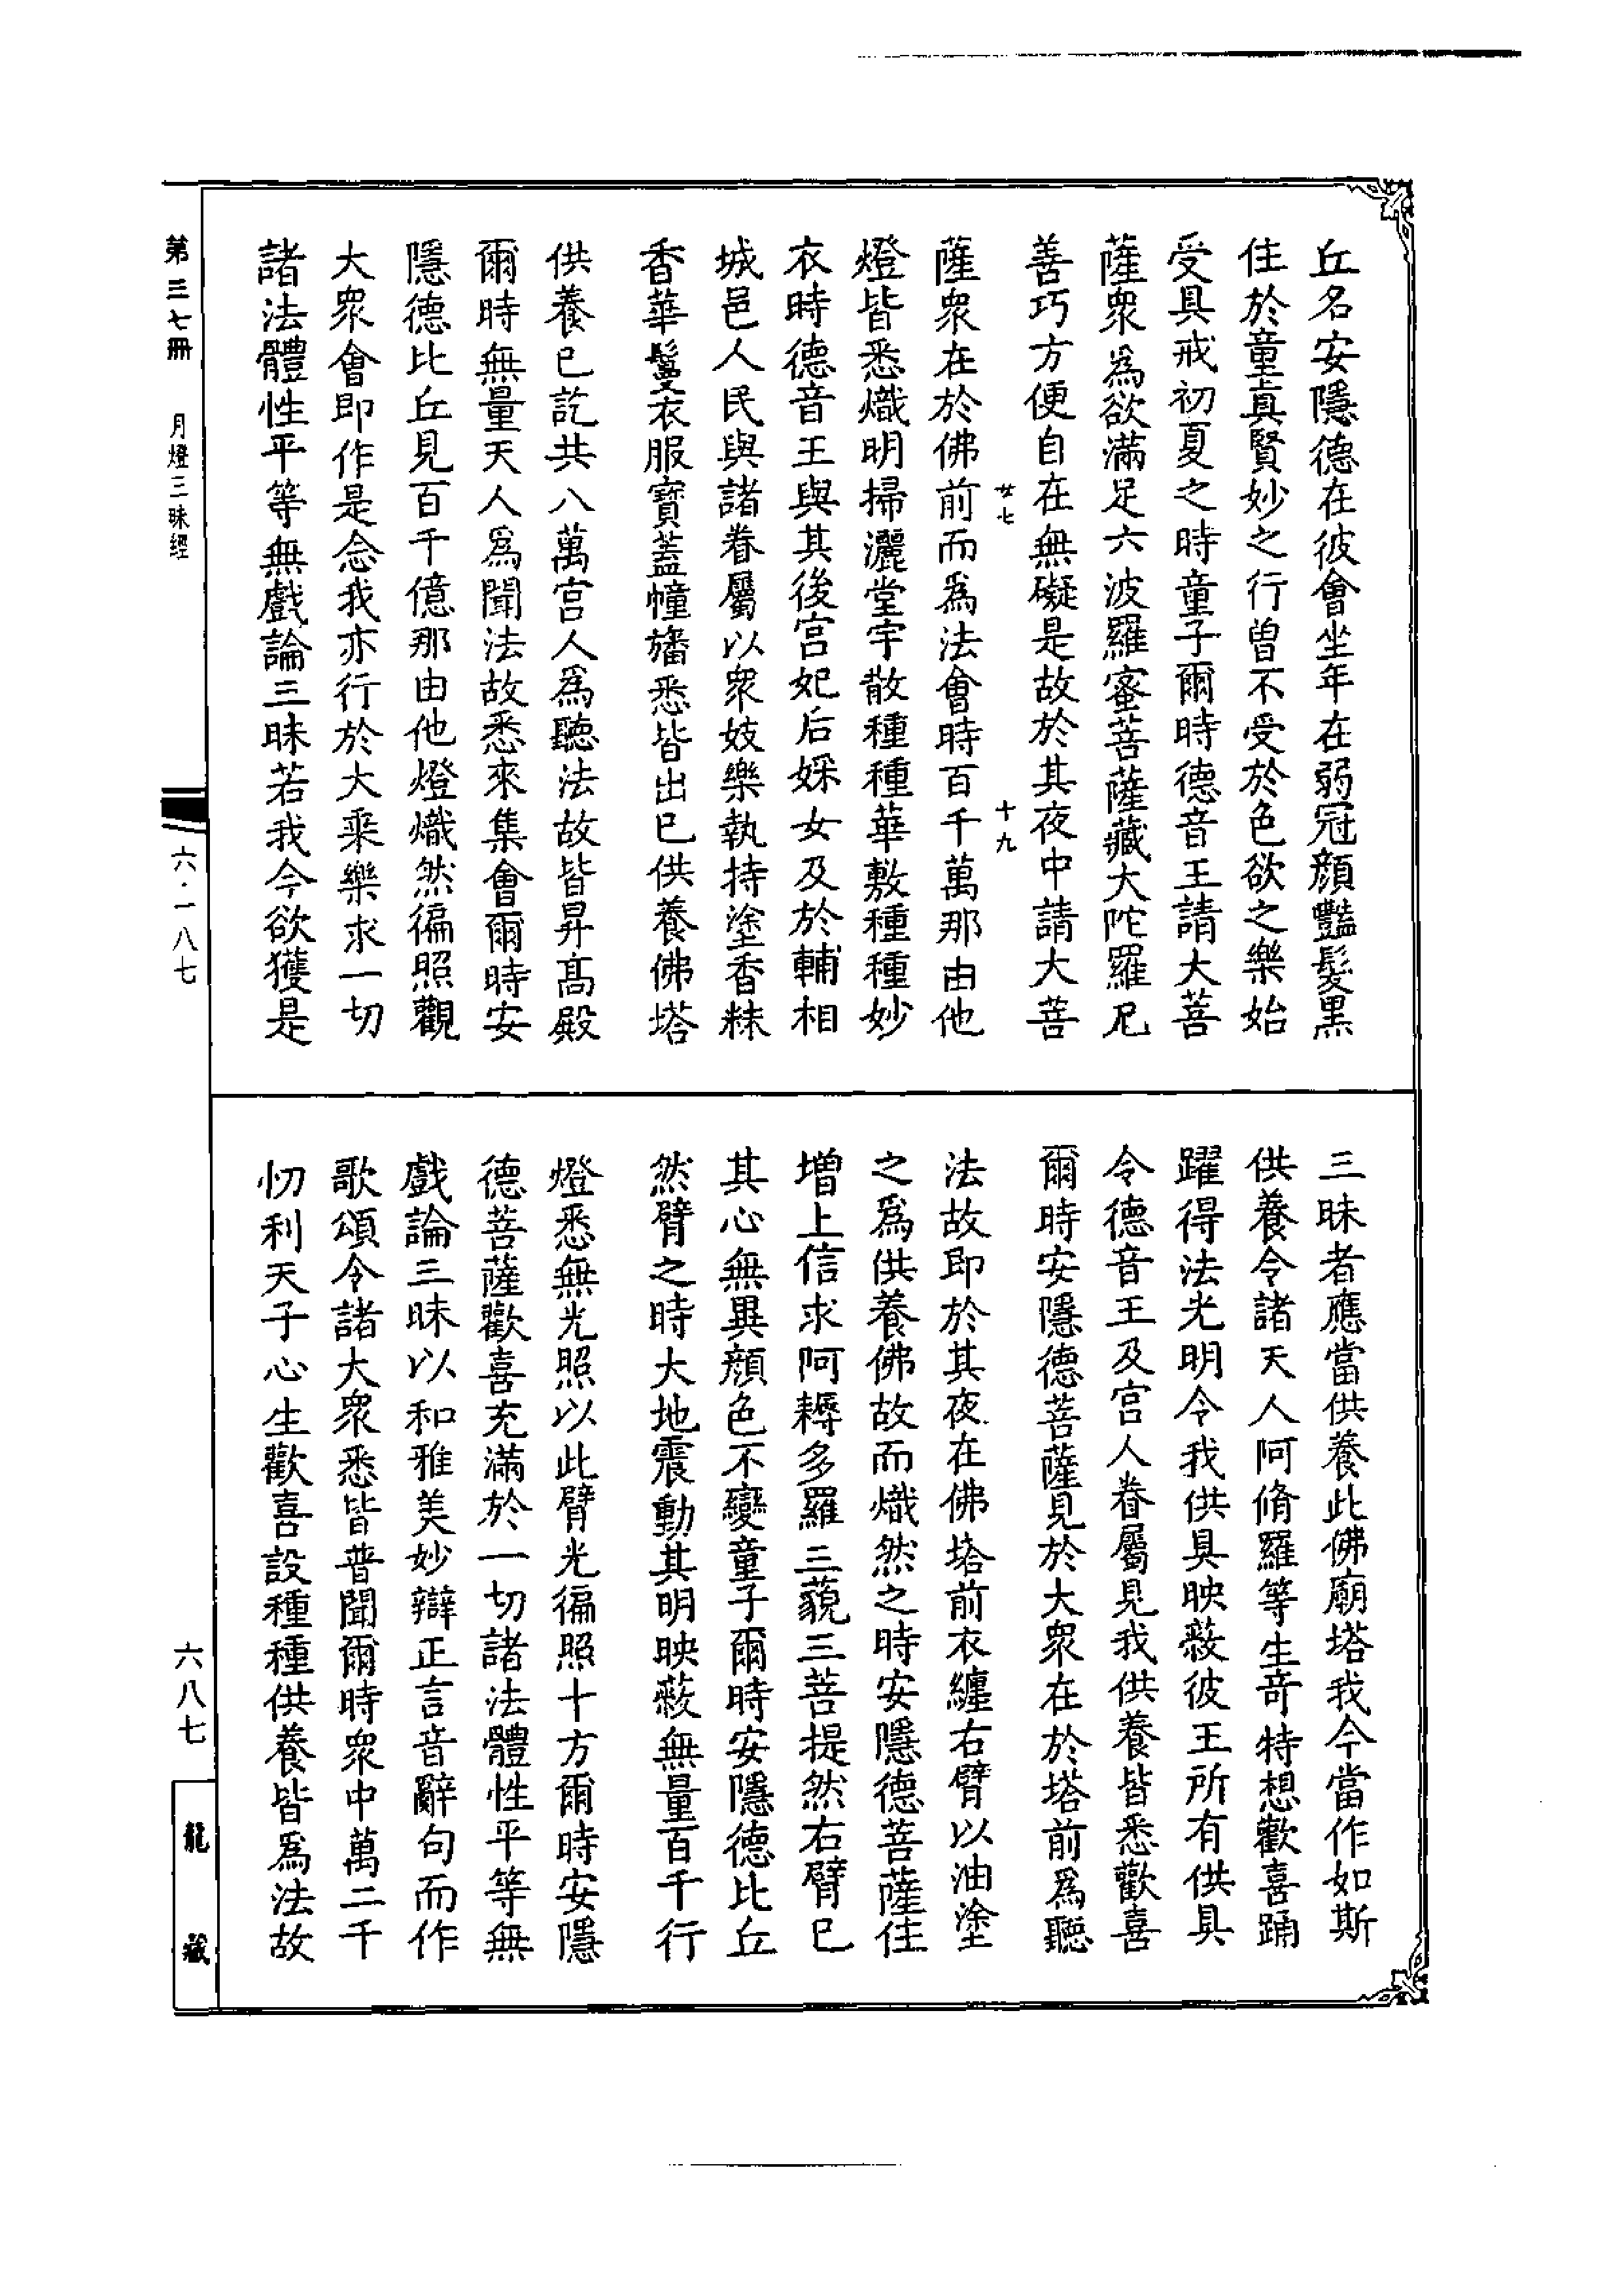 丘名安隱德在彼會坐年在弱冠顏豔髮黑
住於童真賢妙之行曾不受於色欲之樂始
受具戒初夏之時童子爾時德音王請大菩
薩眾為欲滿足六波羅蜜菩薩藏大陀羅尼
善巧方便自在無礙是故於其夜中請大菩
廿七　十九
薩眾在於佛前而為法會時百千萬那由他
燈皆悉熾明掃灑堂宇散種種華敷種種妙
衣時德音王與其後宮妃后婇女及於輔相
城邑人民與諸眷屬以眾妓樂執持塗香粖
香華鬘衣服寶蓋幢旛悉皆出已供養佛塔
供養已訖共八萬宮人為聽法故皆昇高殿
爾時無量天人為聞法故悉來集會爾時安
隱德比丘見百千億那由他燈熾然徧照觀
大眾會即作是念我亦行於大乘樂求一切
諸法體性平等無戲論三昧若我今欲獲是
三昧者應當供養此佛廟塔我今當作如斯
供養令諸天人阿脩羅等生奇特想歡喜踊
躍得法光明令我供具映蔽彼王所有供具
令德音王及宮人眷屬見我供養皆悉歡喜
爾時安隱德菩薩見於大眾在於塔前為聽
法故即於其夜在佛塔前衣纏右臂以油塗
之為供養佛故而熾然之時安隱德菩薩住
增上信求阿耨多羅三藐三菩提然右臂已
其心無異顏色不變童子爾時安隱德比丘
然臂之時大地震動其明映蔽無量百千行
燈悉無光照以此臂光徧照十方爾時安隱
德菩薩歡喜充滿於一切諸法體性平等無
戲論三昧以和雅美妙辯正言音辭句而作
歌頌令諸大眾悉皆普聞爾時眾中萬二千
忉利天子心生歡喜設種種供養皆為法故
第三七冊　月燈三昧經
六·一八七
六八七
龍藏